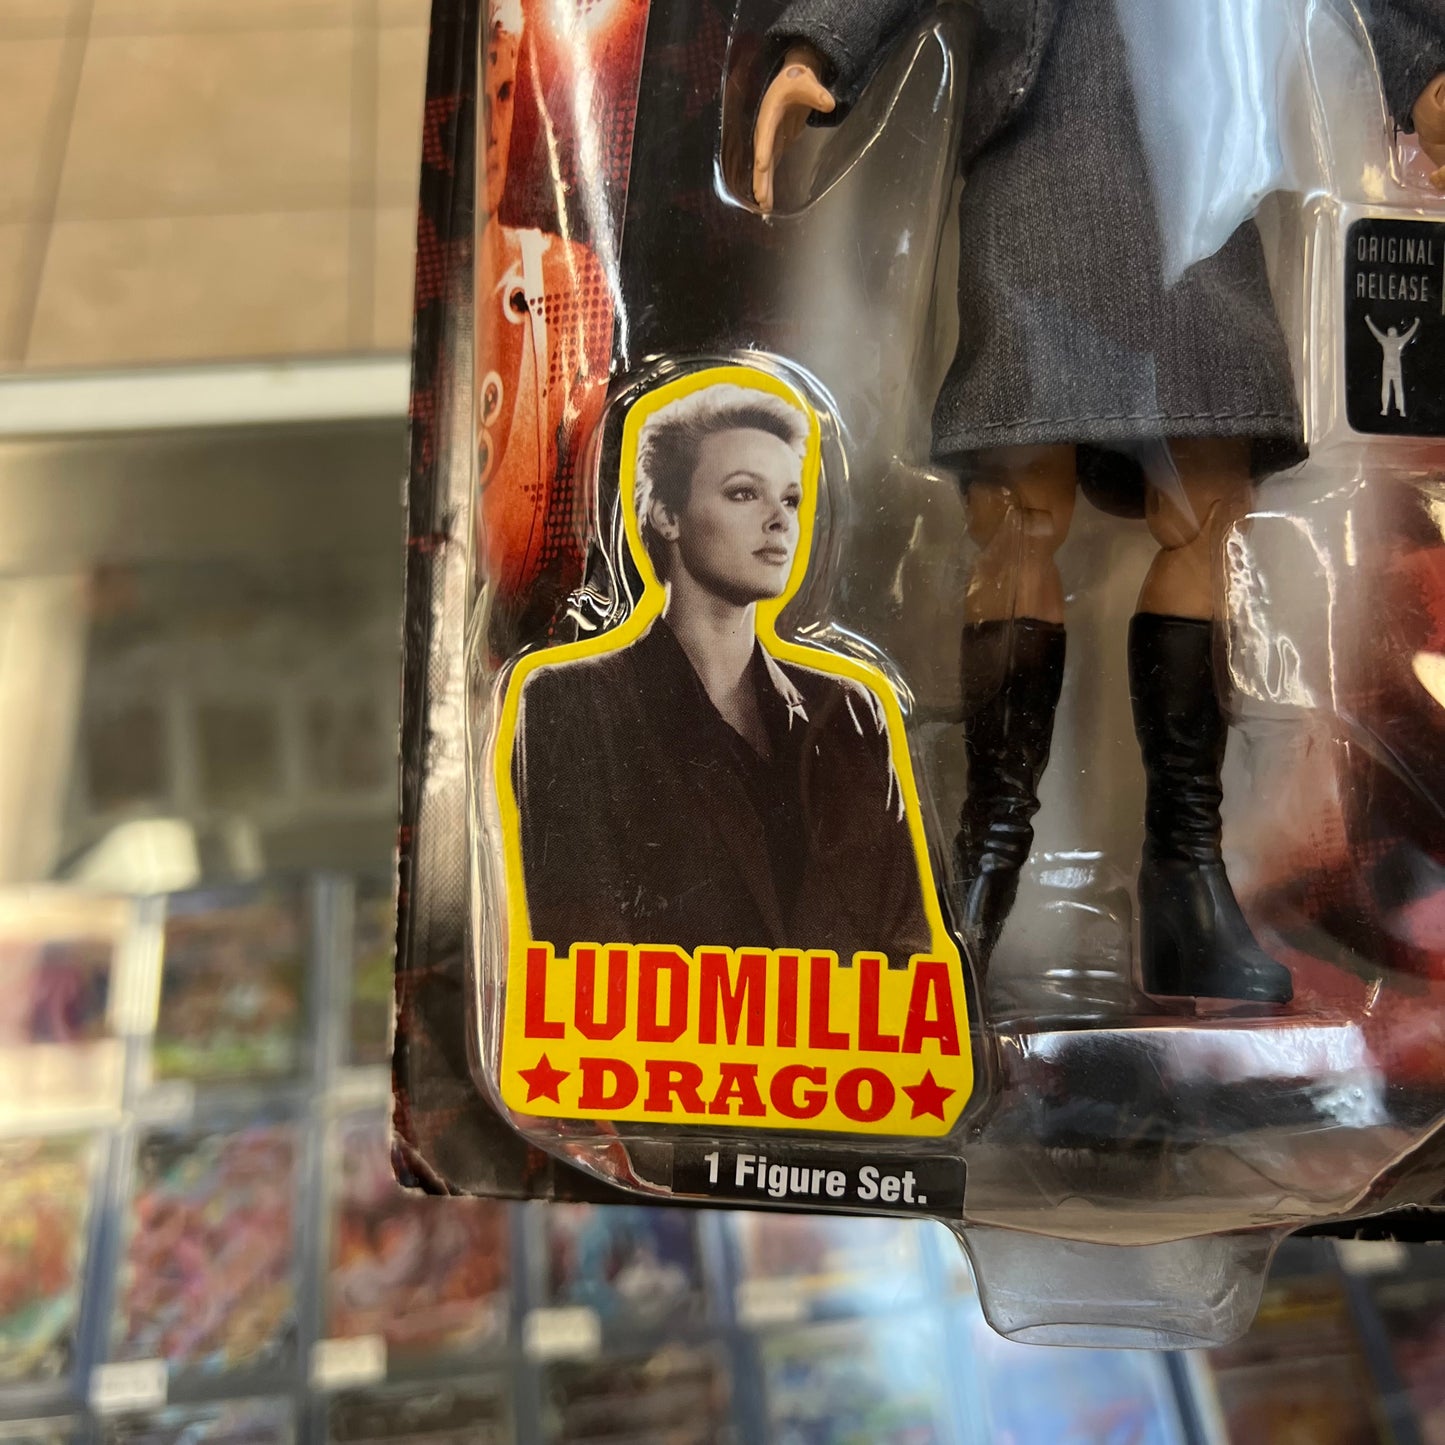 ORIGINAL
RELEASE
LUDMILLA
★DRAGO★
1 Figure Set.